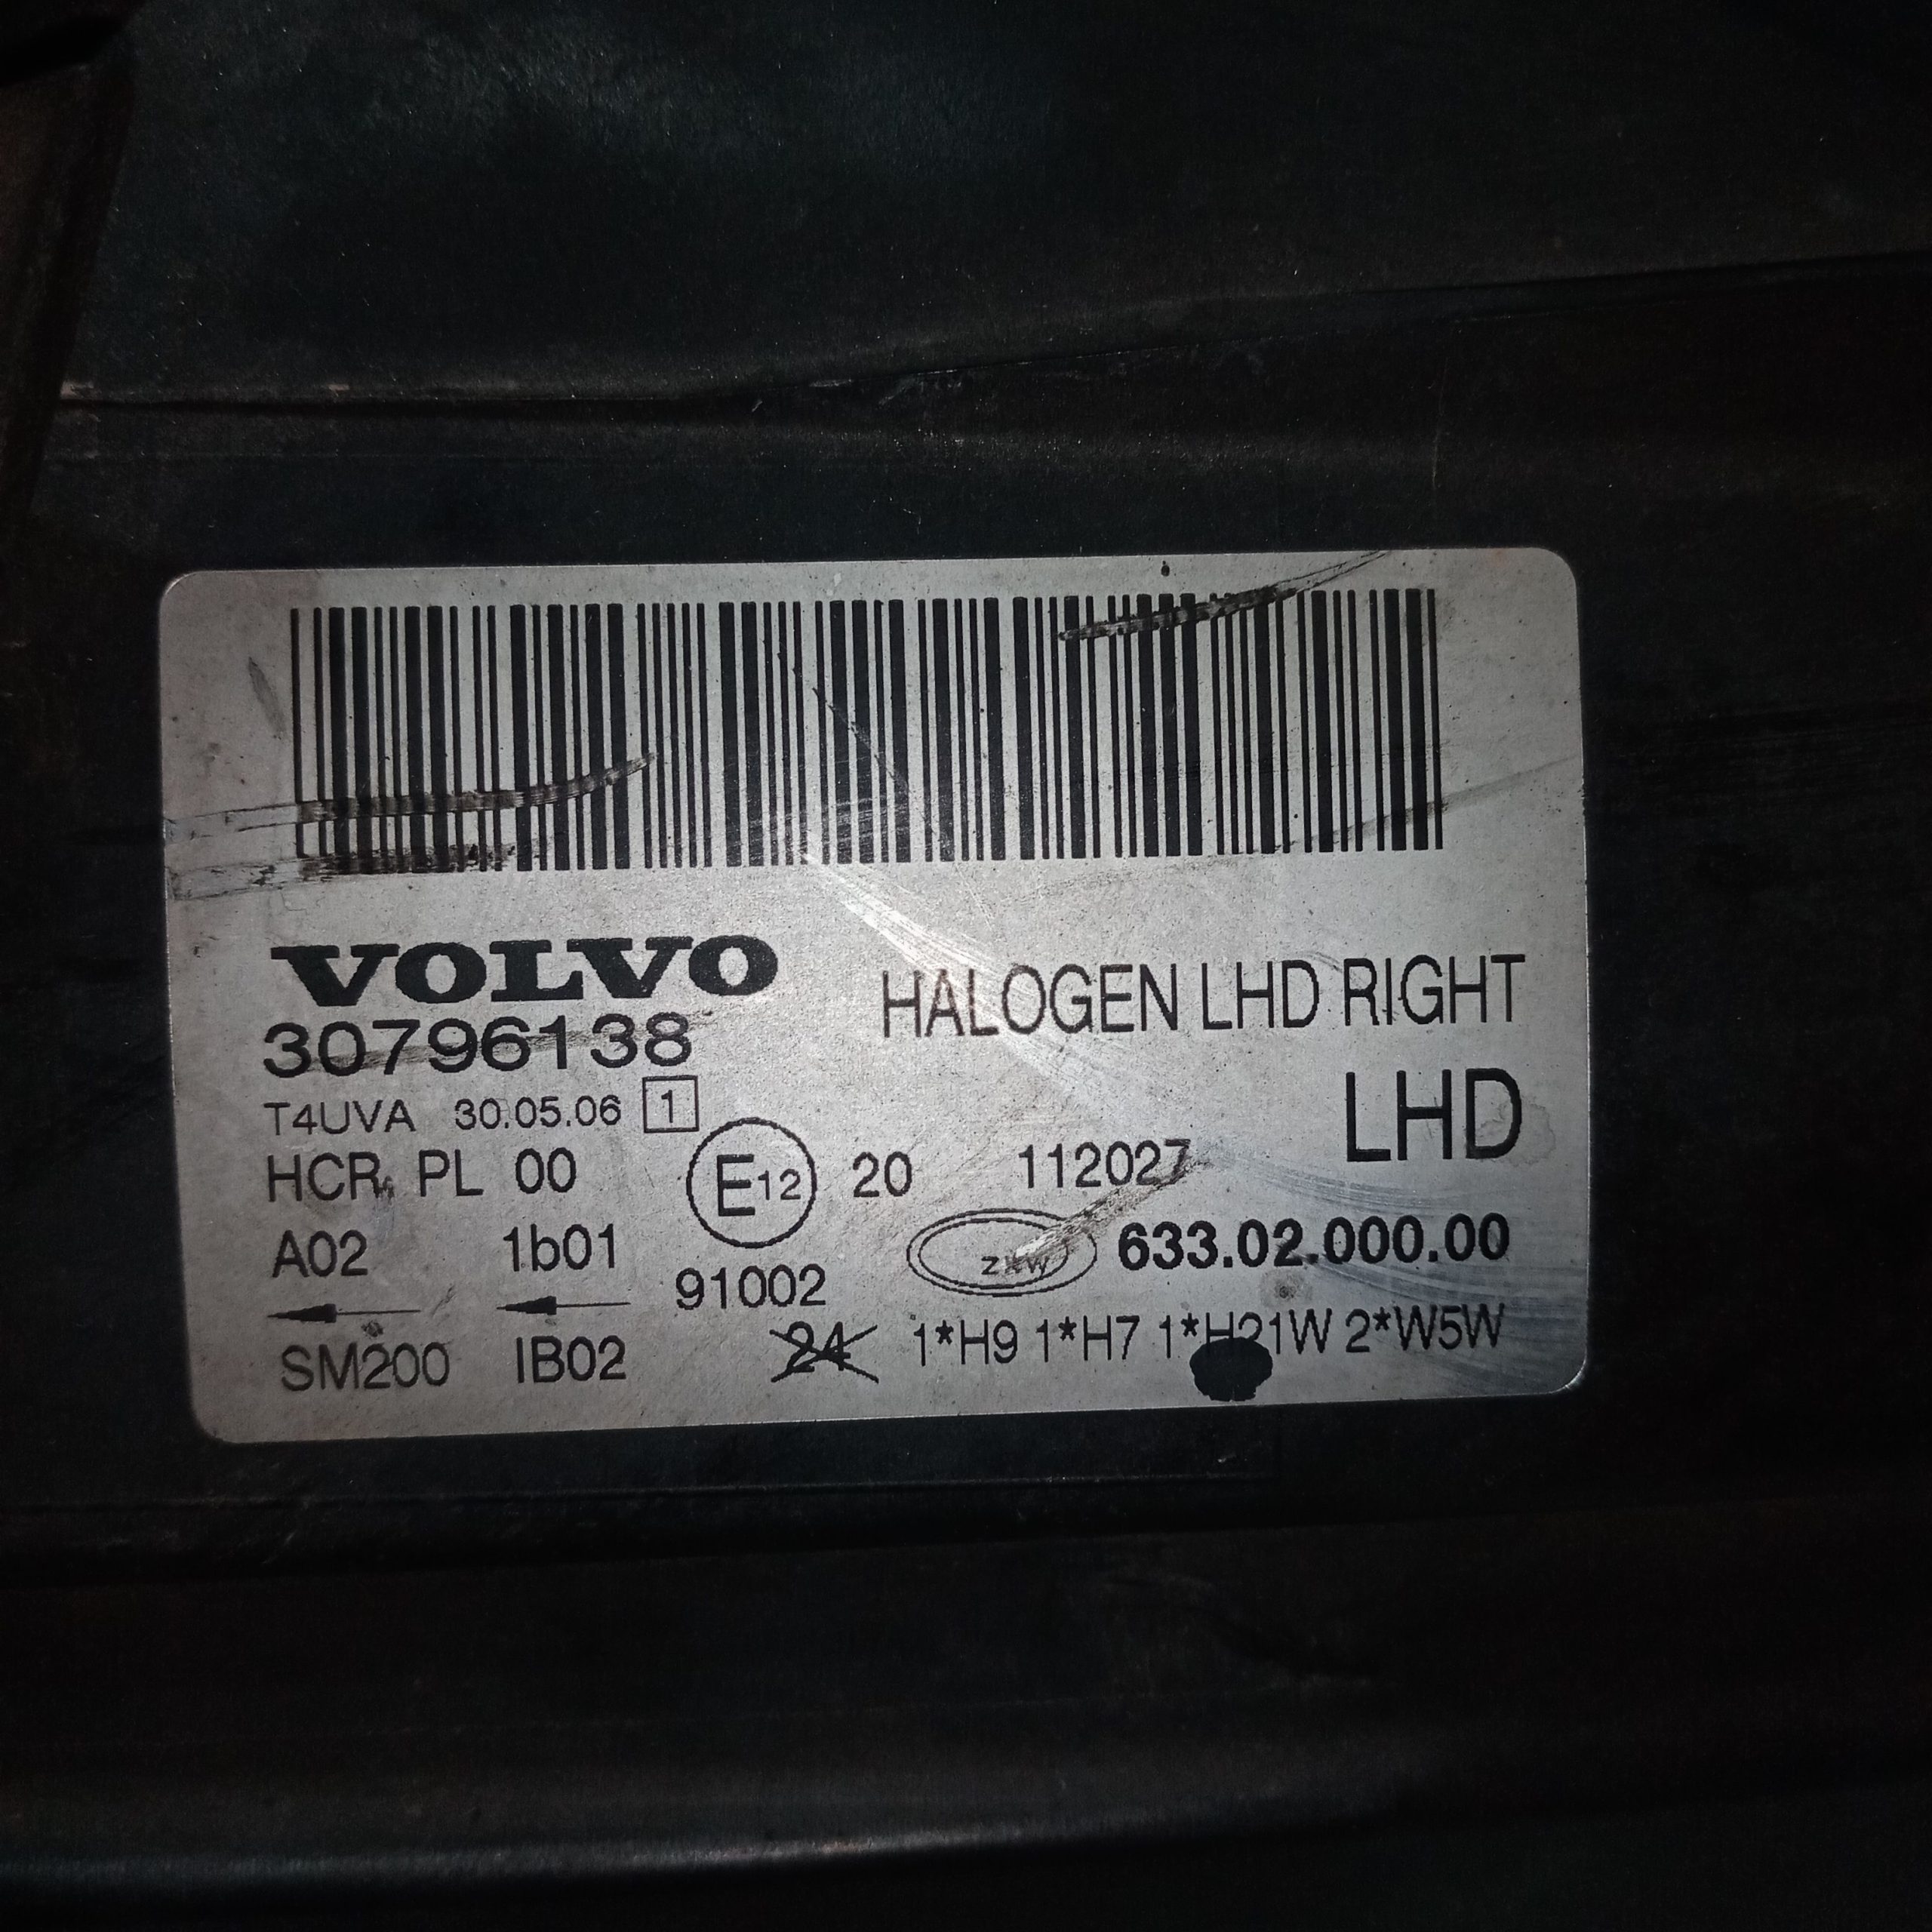 VOLVO
30796138
HALOGEN LHD RIGHT
LHD
T4UVA 30.05.06 1
HCR PL 00 E12 20 112027
A02 1b01 91002 zkw 633.02.000.00
SM200 IB02 24 1*H9 1*H7 1*H21W 2*W5W